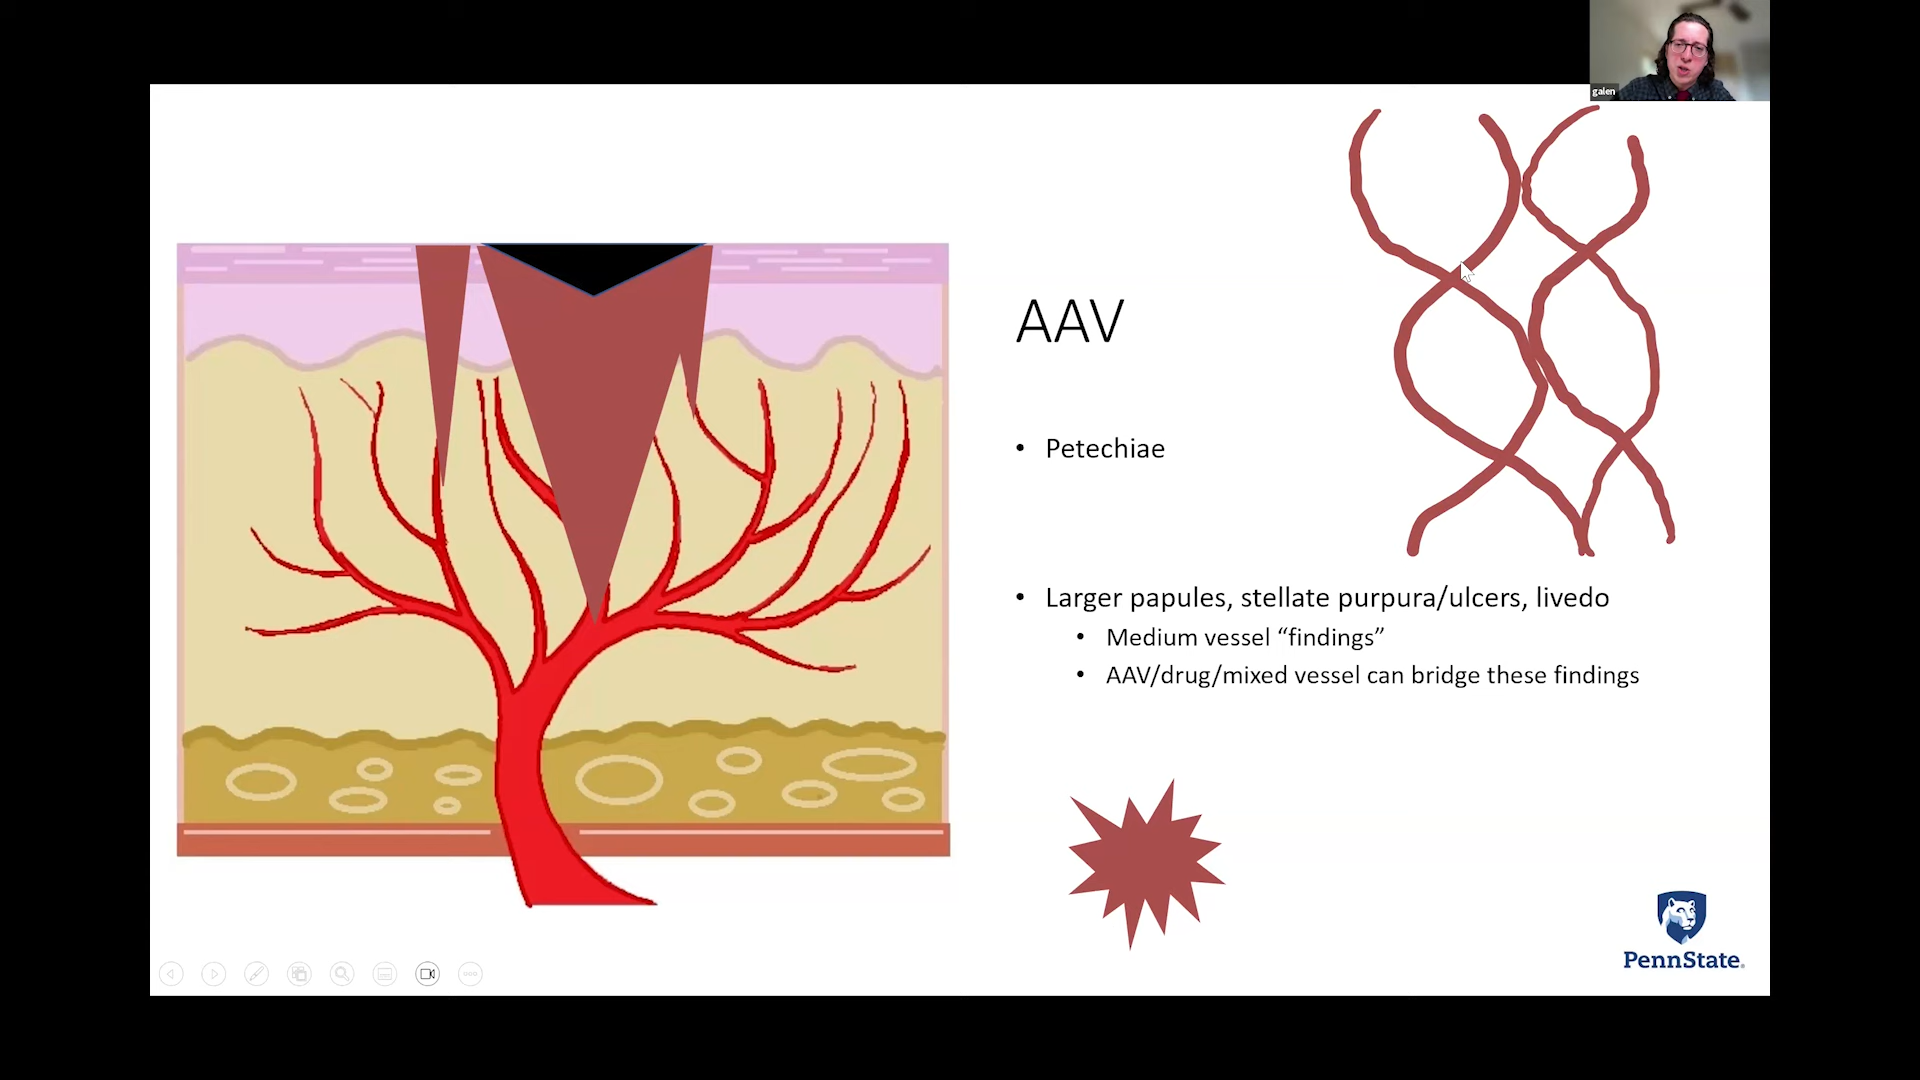 galen
AAV
• Petechiae
• Larger papules, stellate purpura/ulcers, livedo
• Medium vessel “findings”
• AAV/drug/mixed vessel can bridge these findings
PennState